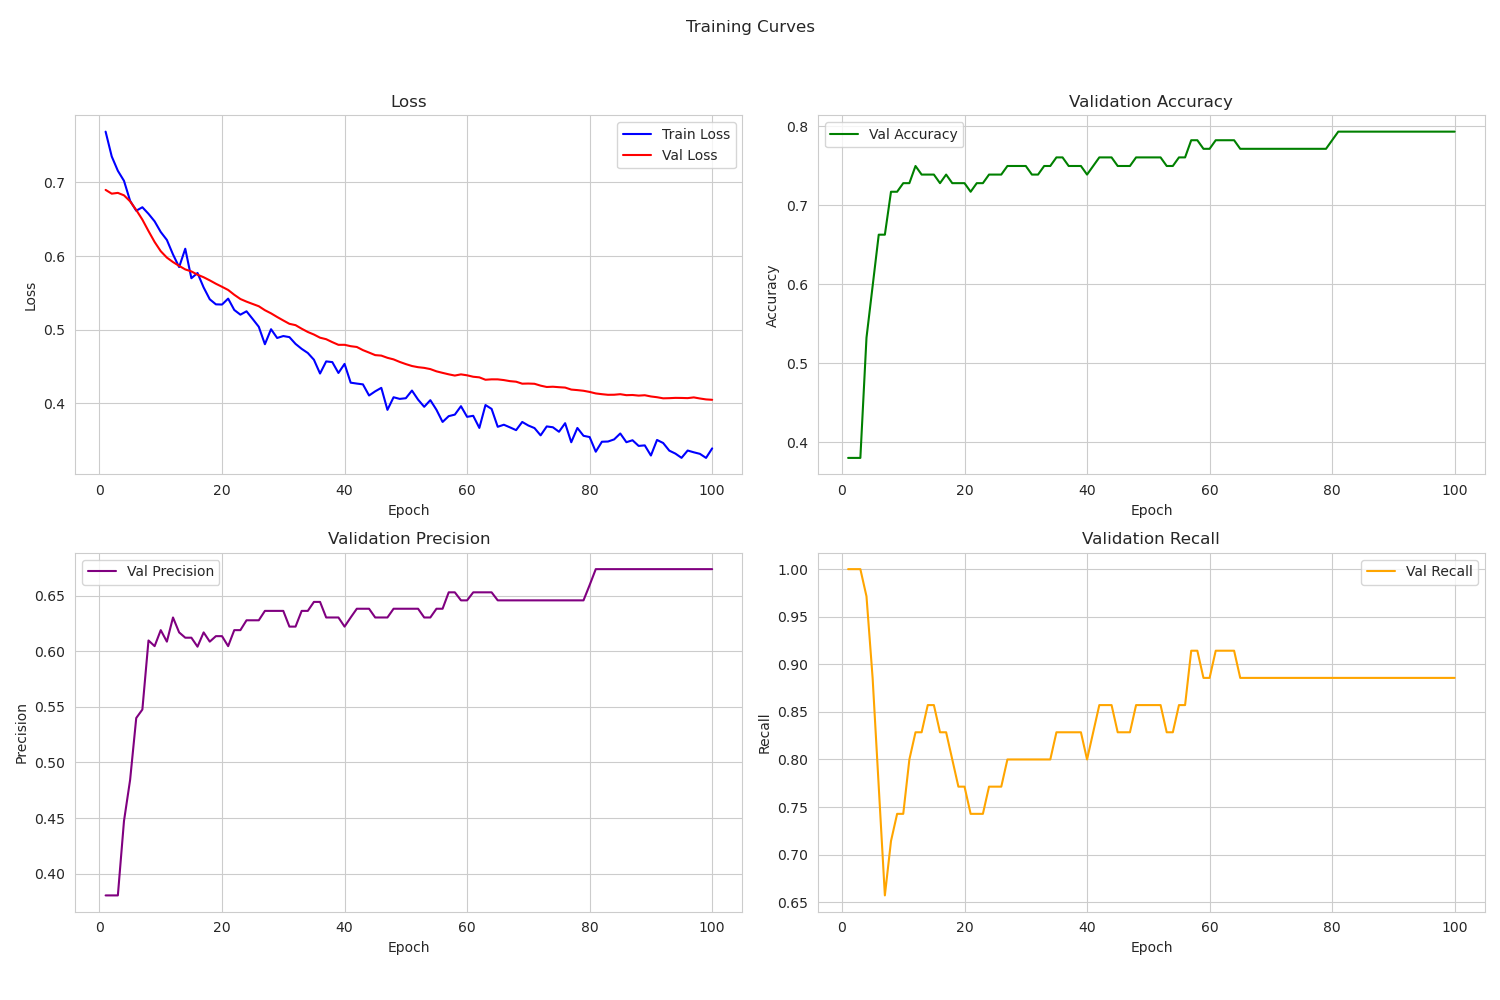 Training Curves
Loss
Train Loss
Val Loss
0.7
0.6
0.5
0.4
Loss
0 20 40 60 80 100
Epoch
Validation Accuracy
Val Accuracy
0.8
0.7
0.6
0.5
0.4
Accuracy
0 20 40 60 80 100
Epoch
Validation Precision
Val Precision
0.65
0.60
0.55
0.50
0.45
0.40
Precision
0 20 40 60 80 100
Epoch
Validation Recall
Val Recall
1.00
0.95
0.90
0.85
0.80
0.75
0.70
0.65
Recall
0 20 40 60 80 100
Epoch